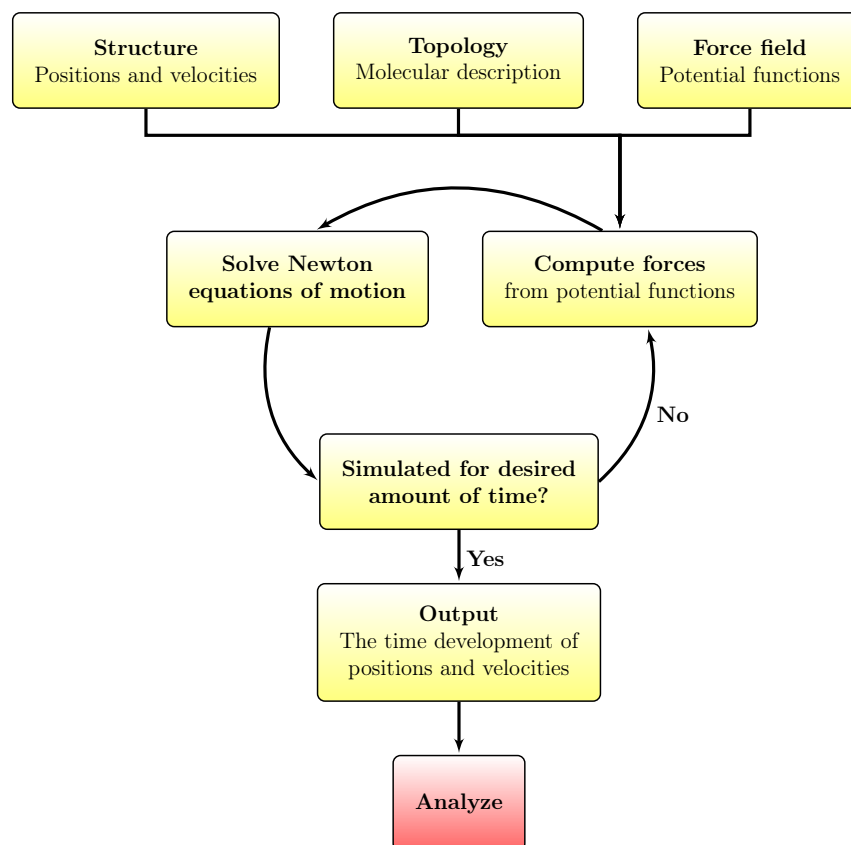 Structure
Positions and velocities
Topology
Molecular description
Force field
Potential functions
Solve Newton
equations of motion
Compute forces
from potential functions
No
Simulated for desired
amount of time?
Yes
Output
The time development of
positions and velocities
Analyze